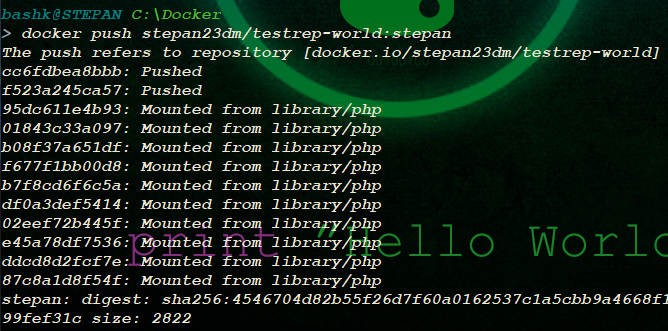 bashk@STEPAN C:\Docker
> docker push stepan23dm/testrep-world:stepan
The push refers to repository [docker.io/stepan23dm/testrep-world]
cc6fdbea8bbb: Pushed
f523a245ca57: Pushed
95dc611e4b93: Mounted from library/php
01843c33a097: Mounted from library/php
b08f37a651df: Mounted from library/php
f677f1bb00d8: Mounted from library/php
b7f8cd6f6c5a: Mounted from library/php
df0a3def5414: Mounted from library/php
02eef72b445f: Mounted from library/php
e45a78df7536: Mounted from library/php
ddcd8d2fcf7e: Mounted from library/php
87c8a1d8f54f: Mounted from library/php
print "Hello World
stepan: digest: sha256:4546704d82b55f26d7f60a0162537c1a5cbb9a4668f1
99fef31c size: 2822